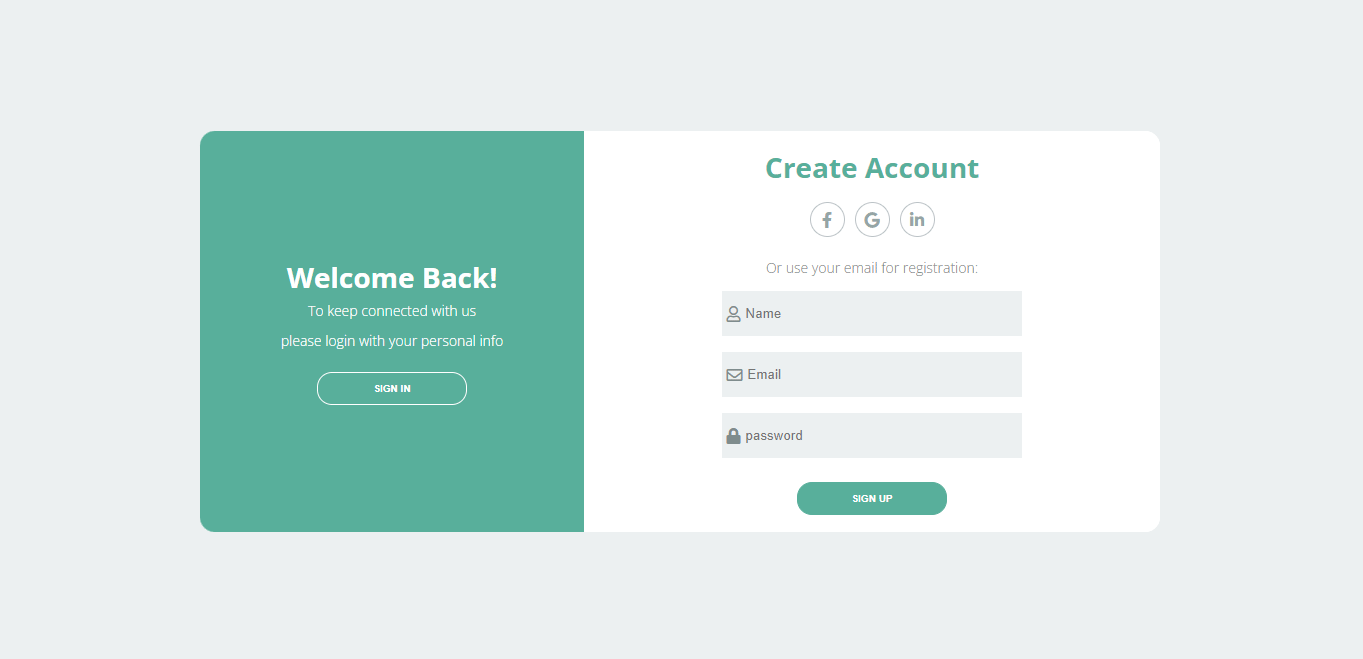 Welcome Back!
To keep connected with us
please login with your personal info
SIGN IN
Create Account
f G in
Or use your email for registration:
Name
Email
password
SIGN UP